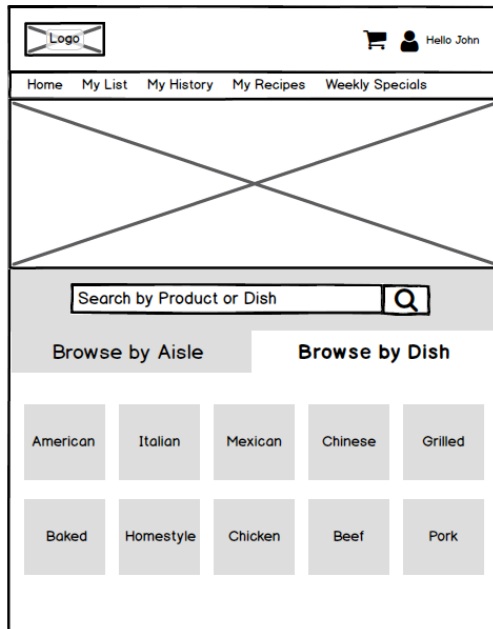 Logo
Hello John
Home My List My History My Recipes Weekly Specials
Search by Product or Dish
Browse by Aisle Browse by Dish
American Italian Mexican Chinese Grilled
Baked Homestyle Chicken Beef Pork